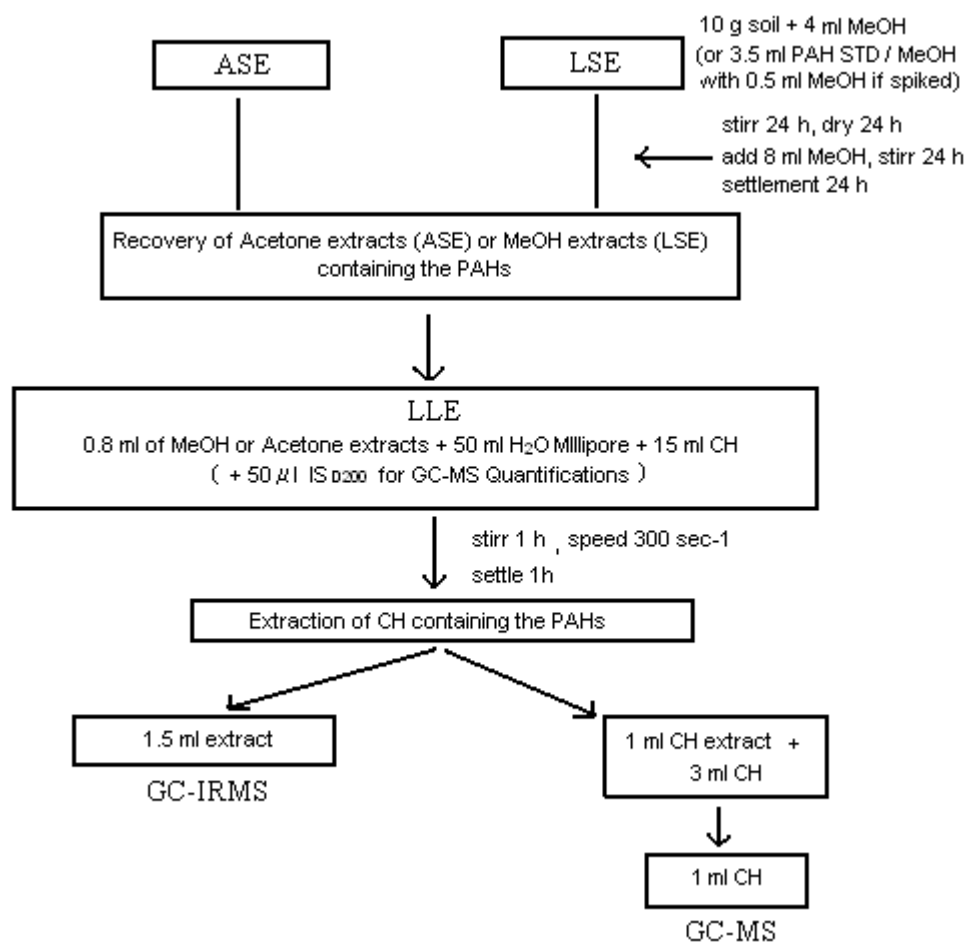 ASE
LSE
10 g soil + 4 ml MeOH
(or 3.5 ml PAH STD / MeOH
with 0.5 ml MeOH if spiked)
stirr 24 h, dry 24 h
add 8 ml MeOH, stirr 24 h
settlement 24 h
Recovery of Acetone extracts (ASE) or MeOH extracts (LSE)
containing the PAHs
LLE
0.8 ml of MeOH or Acetone extracts + 50 ml H₂O MIllipore + 15 ml CH
( + 50 μl IS D200 for GC-MS Quantifications )
stirr 1 h , speed 300 sec-1
settle 1h
Extraction of CH containing the PAHs
1.5 ml extract
GC-IRMS
1 ml CH extract +
3 ml CH
1 ml CH
GC-MS